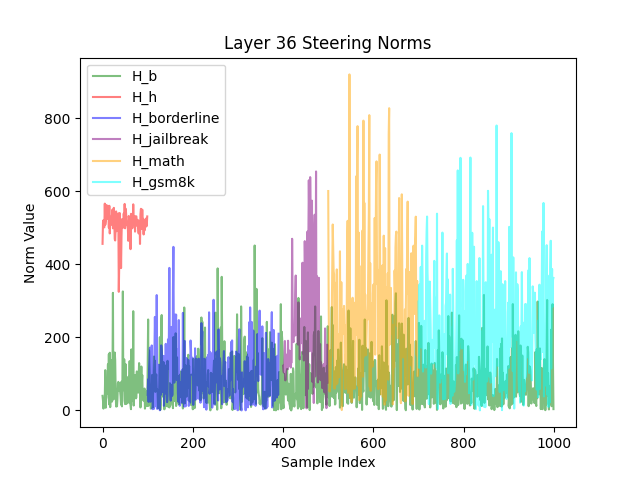 Layer 36 Steering Norms
H_b
H_h
H_borderline
H_jailbreak
H_math
H_gsm8k
Norm Value
800
600
400
200
0
0
200
400
600
800
1000
Sample Index